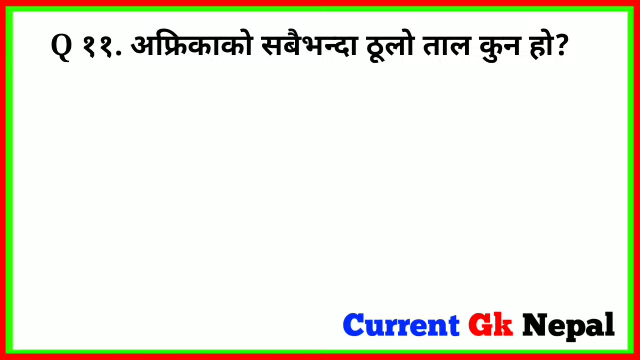 Q ११. अफ्रिकाको सबैभन्दा ठूलो ताल कुन हो?
Current Gk Nepal